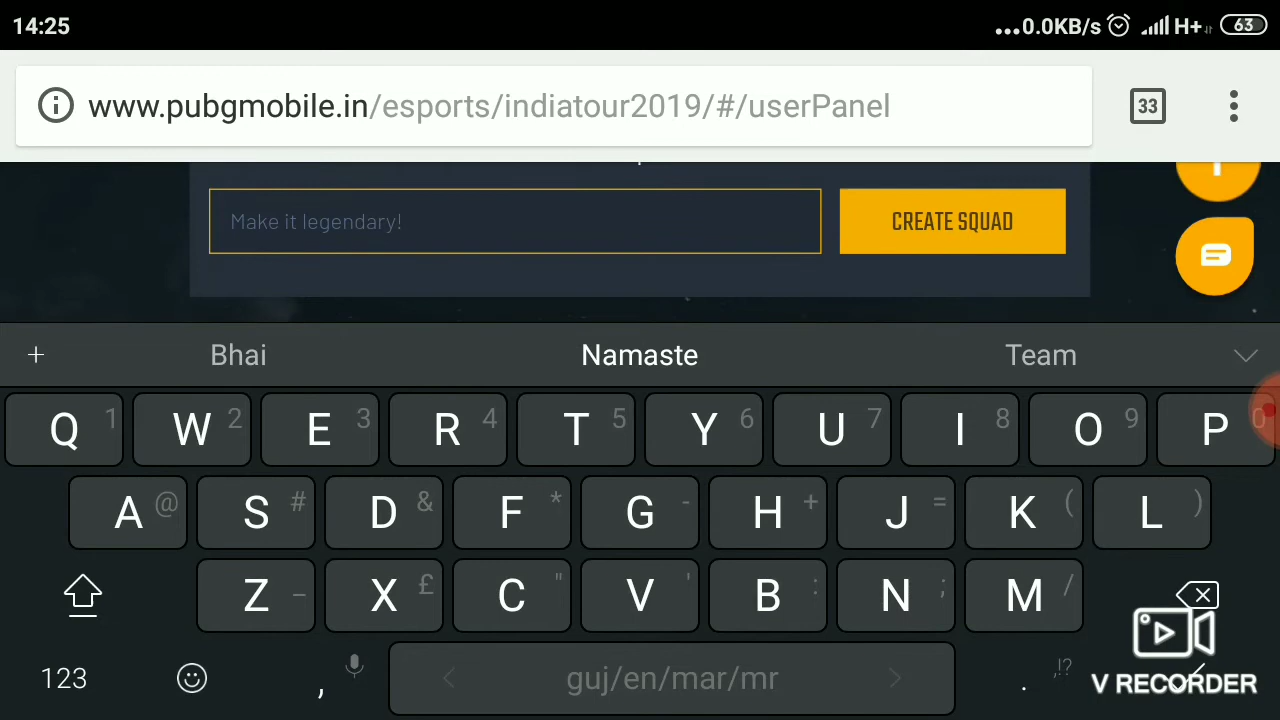 14:25 ...0.0KB/s H+ 63
www.pubgmobile.in/esports/indiatour2019/#/userPanel 33
Make it legendary! CREATE SQUAD
+ Bhai Namaste Team
Q 1 W 2 E 3 R 4 T 5 Y 6 U 7 I 8 O 9 P 0
A @ S # D & F * G - H + J = K ( L )
Z _ X £ C " V ' B : N ; M /
123 , < guj/en/mar/mr > . ,!?
V RECORDER